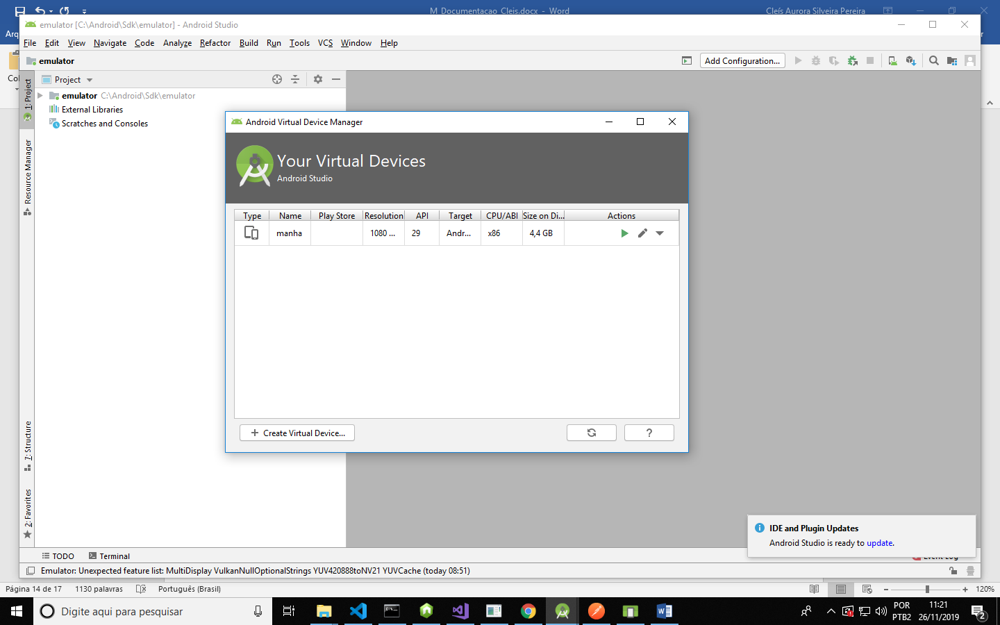 M_Documentacao_Cleis.docx - Word
Cleís Aurora Silveira Pereira
emulator [C:\Android\Sdk\emulator] - Android Studio
File Edit View Navigate Code Analyze Refactor Build Run Tools VCS Window Help
emulator
Add Configuration...
Project
1: Project
emulator C:\Android\Sdk\emulator
External Libraries
Scratches and Consoles
Resource Manager
Android Virtual Device Manager
Your Virtual Devices
Android Studio
Type Name Play Store Resolution API Target CPU/ABI Size on Di... Actions
manha 1080 ... 29 Andr... x86 4,4 GB
Create Virtual Device...
?
7: Structure
2: Favorites
IDE and Plugin Updates
Android Studio is ready to update.
TODO Terminal
Emulator: Unexpected feature list: MultiDisplay VulkanNullOptionalStrings YUV420888toNV21 YUVCache (today 08:51)
Página 14 de 17 1130 palavras Português (Brasil)
120%
Digite aqui para pesquisar
POR
PTB2
11:21
26/11/2019
2